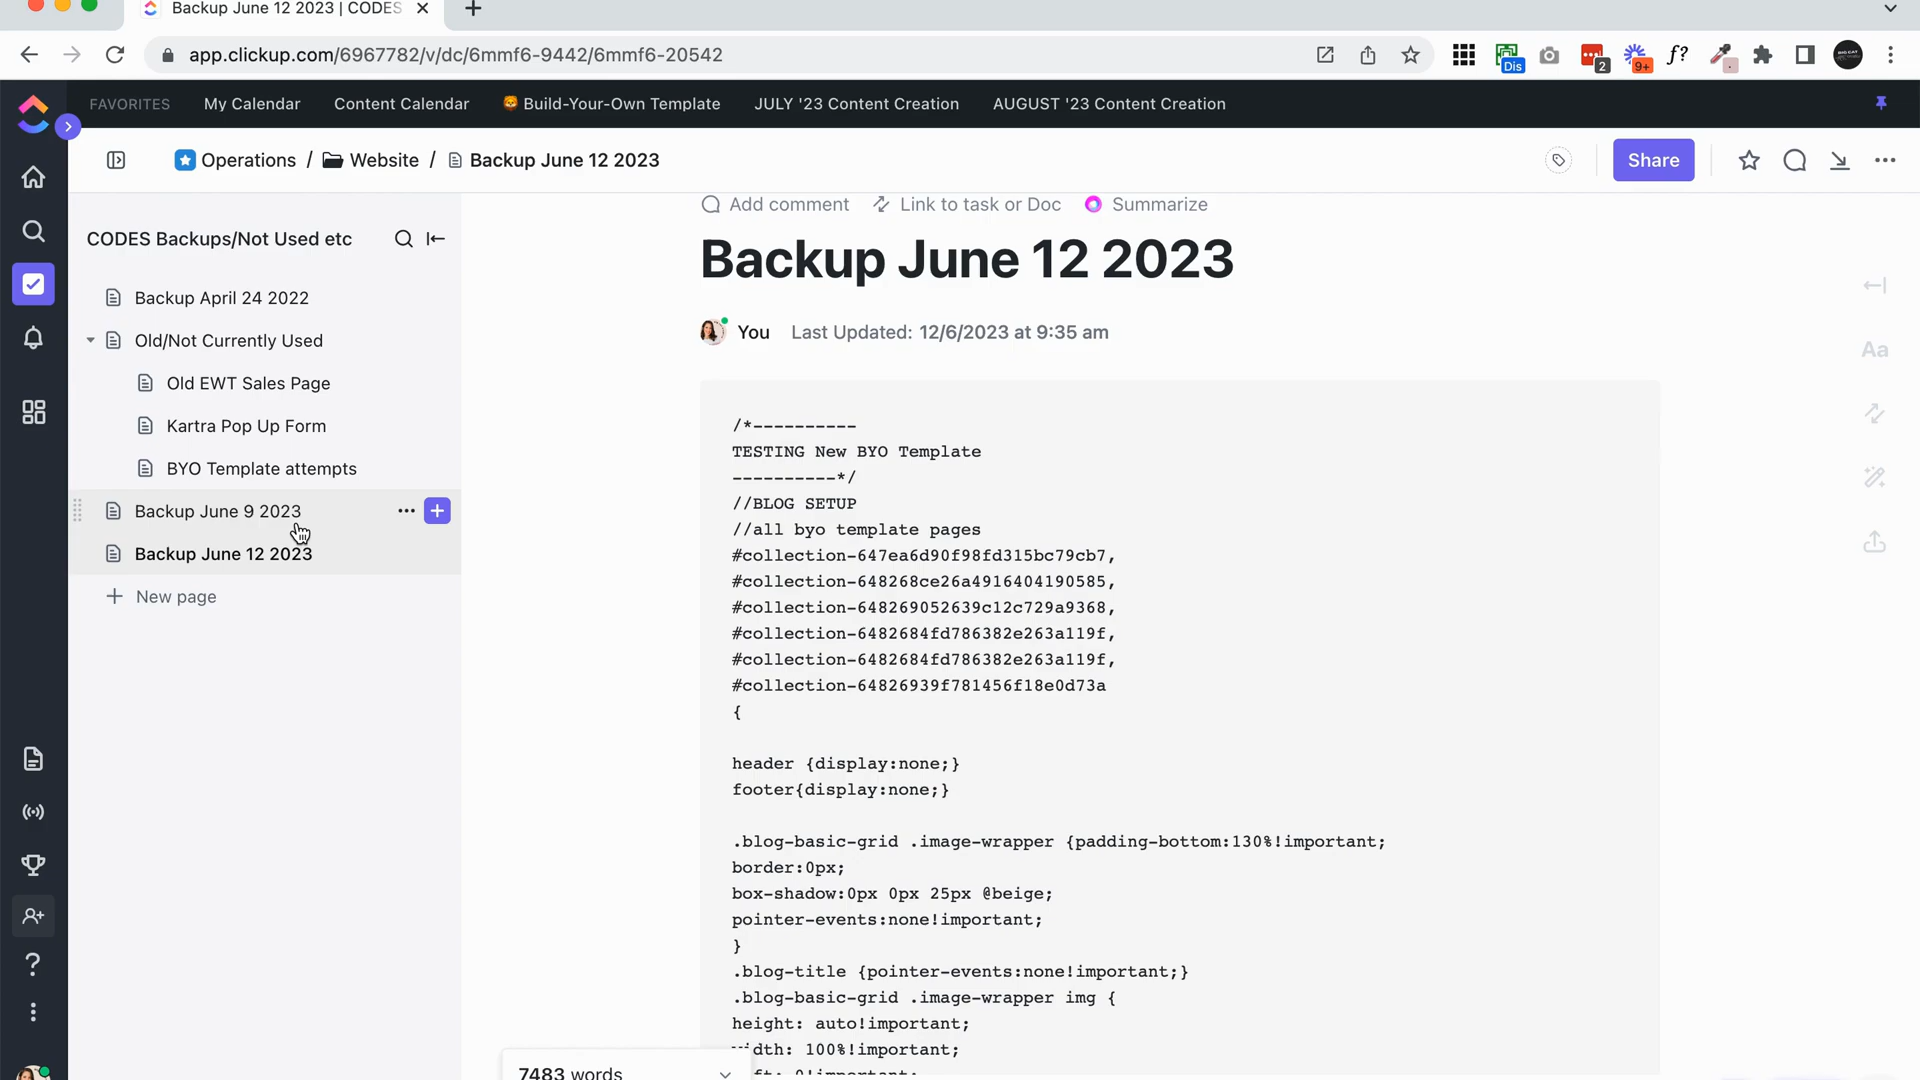 Backup June 12 2023 | CODES
app.clickup.com/6967782/v/dc/6mmf6-9442/6mmf6-20542
Dis
2
9+
f?
FAVORITES
My Calendar
Content Calendar
Build-Your-Own Template
JULY '23 Content Creation
AUGUST '23 Content Creation
Operations / Website / Backup June 12 2023
Share
CODES Backups/Not Used etc
Backup April 24 2022
Old/Not Currently Used
Old EWT Sales Page
Kartra Pop Up Form
BYO Template attempts
Backup June 9 2023
Backup June 12 2023
New page
Add comment
Link to task or Doc
Summarize
Backup June 12 2023
You
Last Updated: 12/6/2023 at 9:35 am
Aa
/*----------
TESTING New BYO Template
----------*/
//BLOG SETUP
//all byo template pages
#collection-647ea6d90f98fd315bc79cb7,
#collection-648268ce26a4916404190585,
#collection-648269052639c12c729a9368,
#collection-6482684fd786382e263a119f,
#collection-6482684fd786382e263a119f,
#collection-64826939f781456f18e0d73a
{
header {display:none;}
footer{display:none;}
.blog-basic-grid .image-wrapper {padding-bottom:130%!important;
border:0px;
box-shadow:0px 0px 25px @beige;
pointer-events:none!important;
}
.blog-title {pointer-events:none!important;}
.blog-basic-grid .image-wrapper img {
height: auto!important;
width: 100%!important;
7483 words